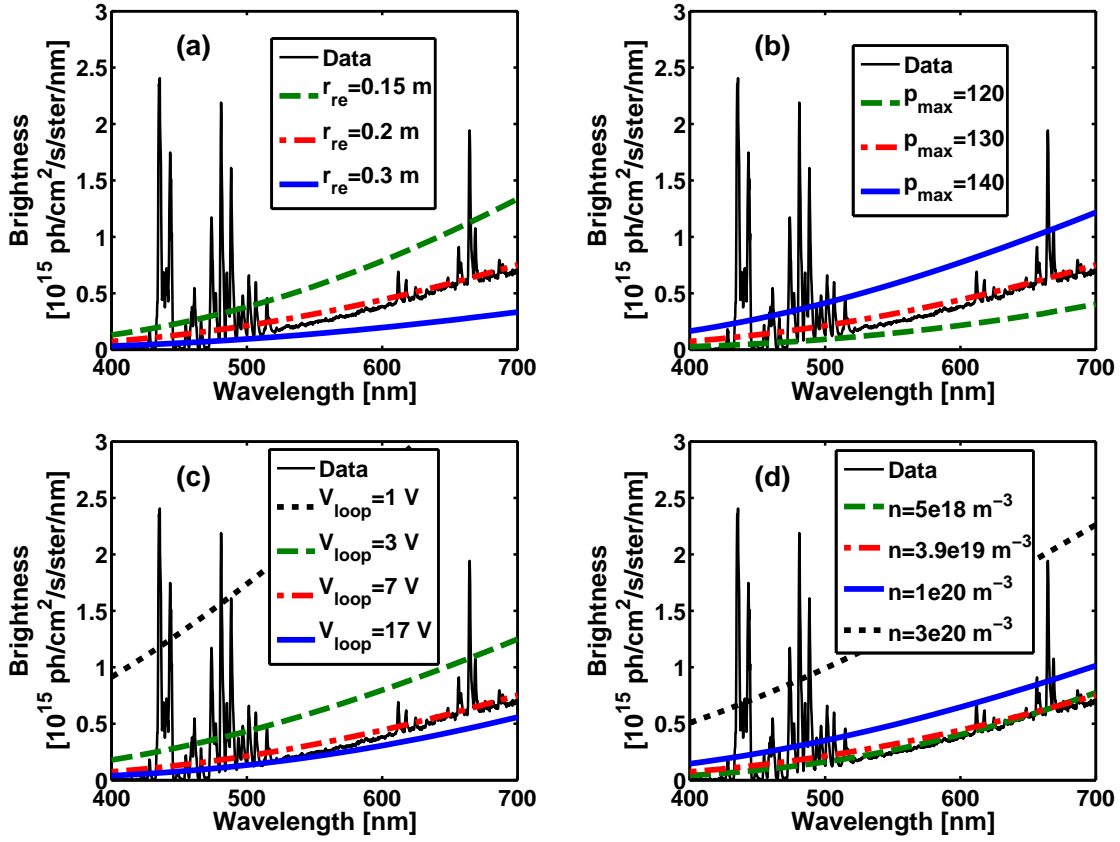 (a)
Data
r_re=0.15 m
r_re=0.2 m
r_re=0.3 m
3
2.5
2
1.5
1
0.5
0
400 500 600 700
Wavelength [nm]
Brightness
[10^15 ph/cm^2/s/ster/nm]
(b)
Data
p_max=120
p_max=130
p_max=140
3
2.5
2
1.5
1
0.5
0
400 500 600 700
Wavelength [nm]
Brightness
[10^15 ph/cm^2/s/ster/nm]
(c)
Data
V_loop=1 V
V_loop=3 V
V_loop=7 V
V_loop=17 V
3
2.5
2
1.5
1
0.5
0
400 500 600 700
Wavelength [nm]
Brightness
[10^15 ph/cm^2/s/ster/nm]
(d)
Data
n=5e18 m^−3
n=3.9e19 m^−3
n=1e20 m^−3
n=3e20 m^−3
3
2.5
2
1.5
1
0.5
0
400 500 600 700
Wavelength [nm]
Brightness
[10^15 ph/cm^2/s/ster/nm]